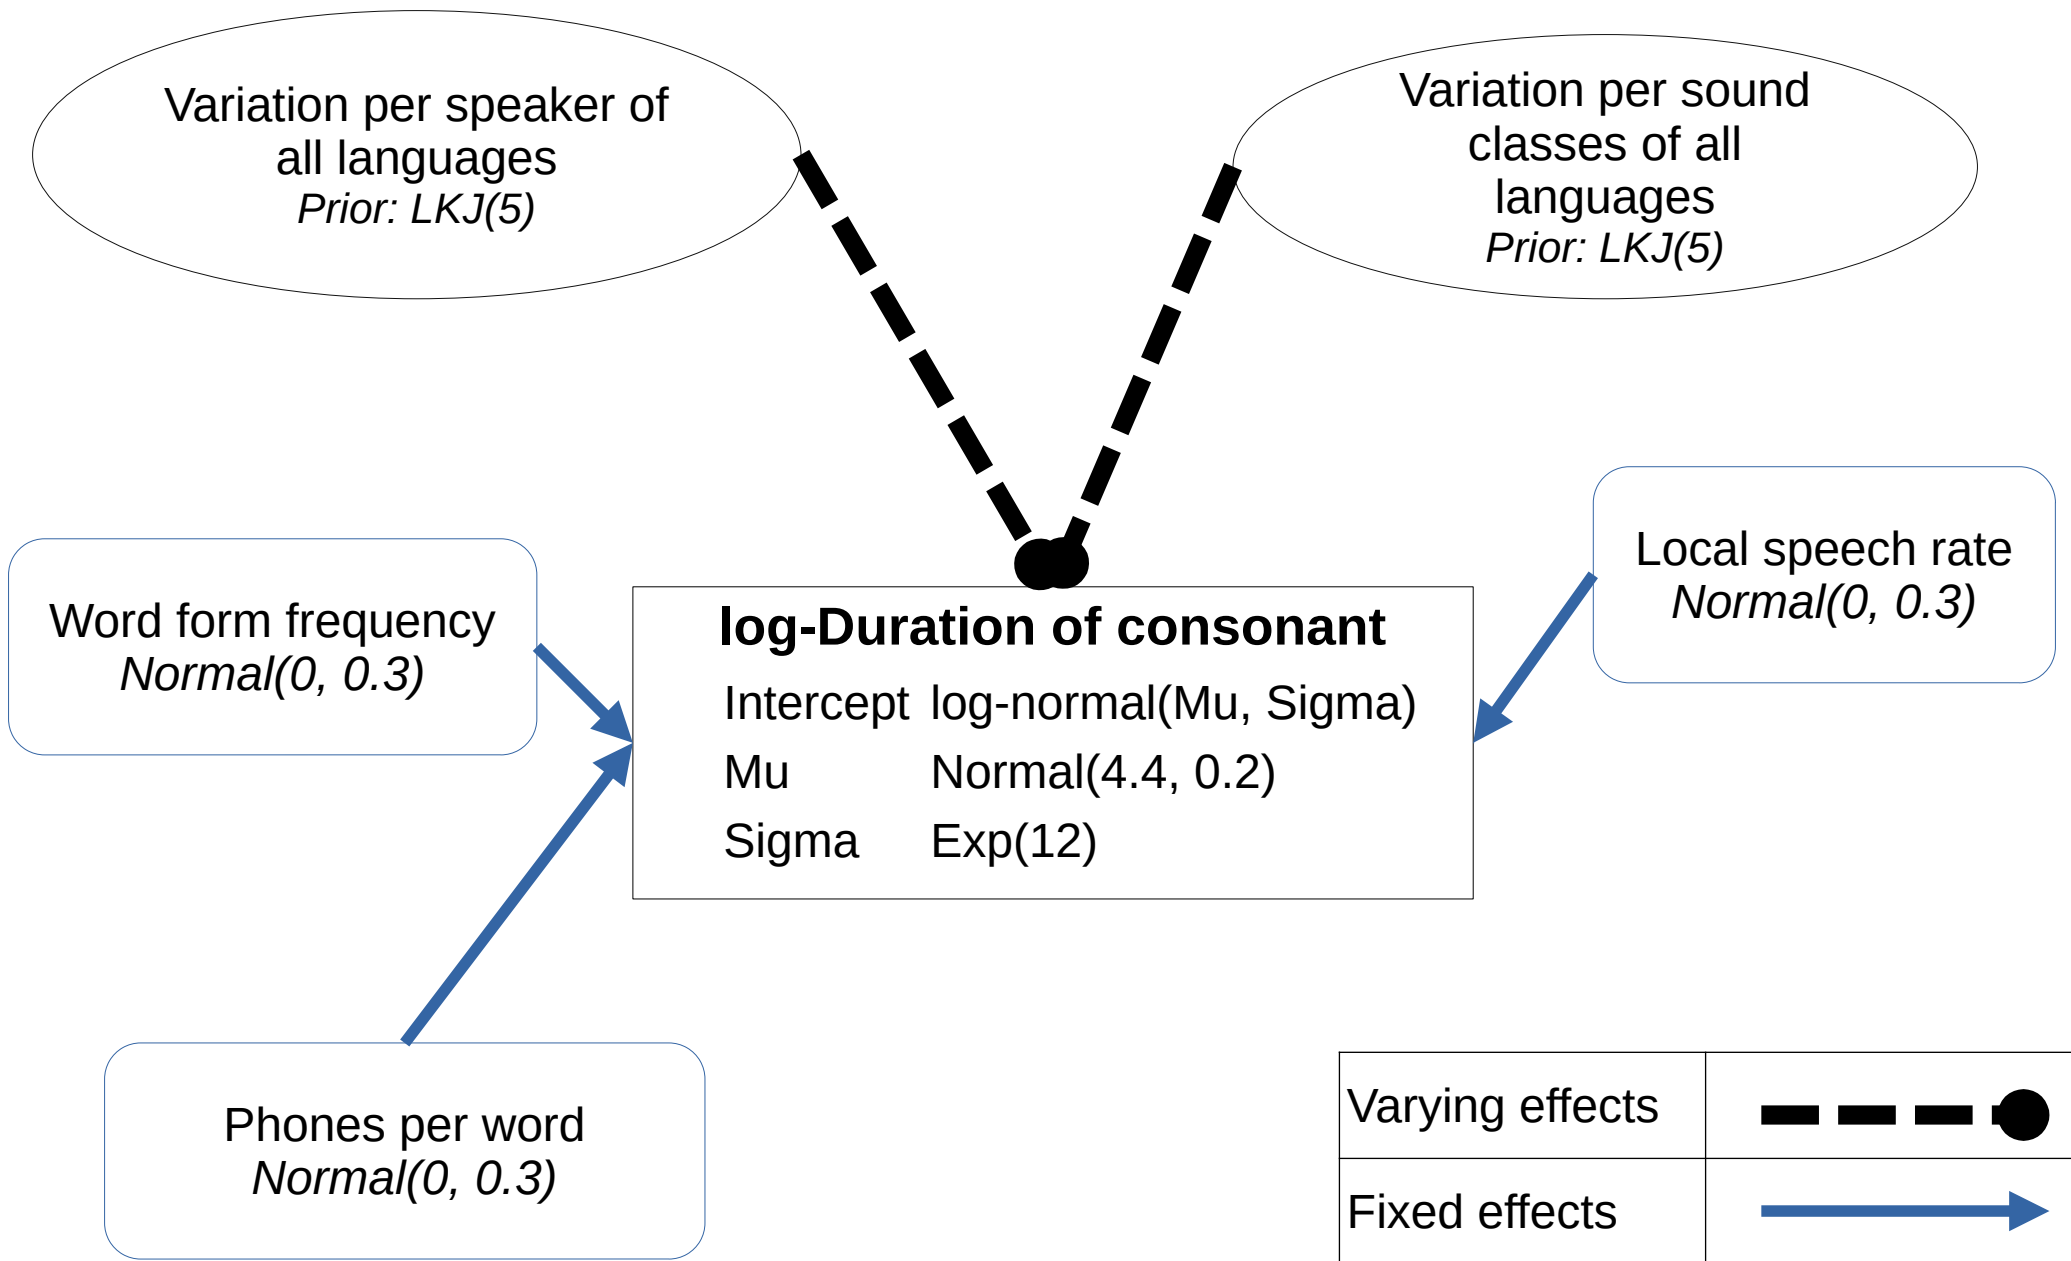 Variation per speaker of
all languages
Prior: LKJ(5)
Variation per sound
classes of all
languages
Prior: LKJ(5)
Word form frequency
Normal(0, 0.3)
Local speech rate
Normal(0, 0.3)
log-Duration of consonant
Intercept log-normal(Mu, Sigma)
Mu Normal(4.4, 0.2)
Sigma Exp(12)
Phones per word
Normal(0, 0.3)
Varying effects
Fixed effects